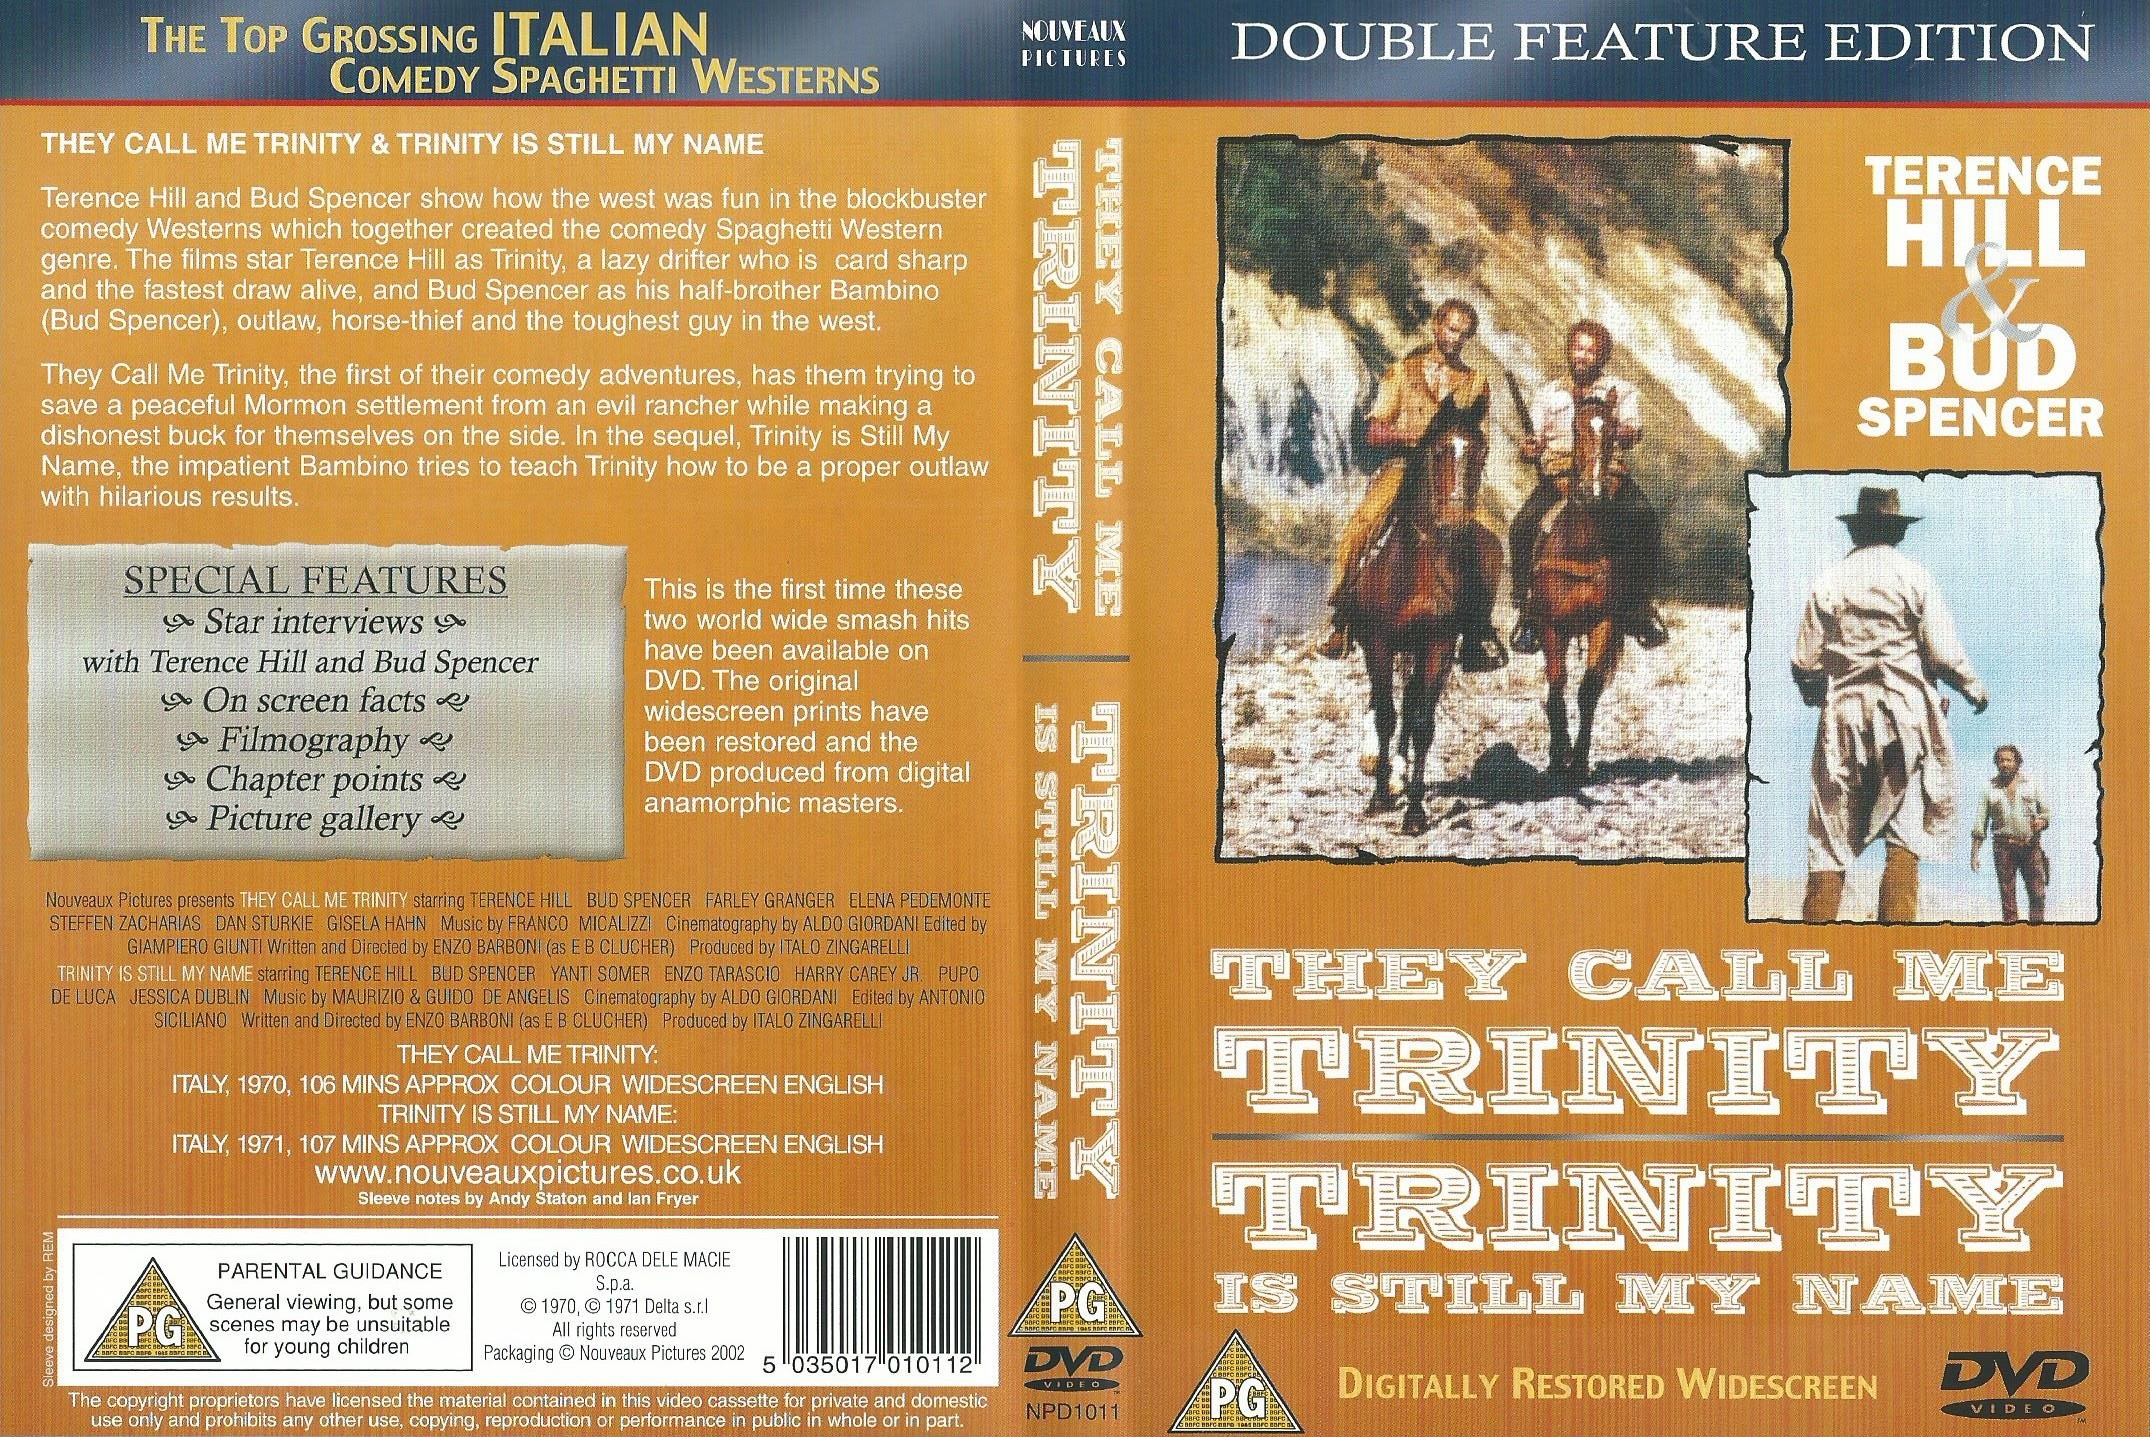 THE TOP GROSSING ITALIAN
COMEDY SPAGHETTI WESTERNS
THEY CALL ME TRINITY & TRINITY IS STILL MY NAME
Terence Hill and Bud Spencer show how the west was fun in the blockbuster
comedy Westerns which together created the comedy Spaghetti Western
genre. The films star Terence Hill as Trinity, a lazy drifter who is card sharp
and the fastest draw alive, and Bud Spencer as his half-brother Bambino
(Bud Spencer), outlaw, horse-thief and the toughest guy in the west.
They Call Me Trinity, the first of their comedy adventures, has them trying to
save a peaceful Mormon settlement from an evil rancher while making a
dishonest buck for themselves on the side. In the sequel, Trinity is Still My
Name, the impatient Bambino tries to teach Trinity how to be a proper outlaw
with hilarious results.
SPECIAL FEATURES
Star interviews
with Terence Hill and Bud Spencer
On screen facts
Filmography
Chapter points
Picture gallery
This is the first time these
two world wide smash hits
have been available on
DVD. The original
widescreen prints have
been restored and the
DVD produced from digital
anamorphic masters.
Nouveaux Pictures presents THEY CALL ME TRINITY starring TERENCE HILL BUD SPENCER FARLEY GRANGER ELENA PEDEMONTE
STEFFEN ZACHARIAS DAN STURKIE GISELA HAHN Music by FRANCO MICALIZZI Cinematography by ALDO GIORDANI Edited by
GIAMPIERO GIUNTI Written and Directed by ENZO BARBONI (as E B CLUCHER) Produced by ITALO ZINGARELLI
TRINITY IS STILL MY NAME starring TERENCE HILL BUD SPENCER YANTI SOMER ENZO TARASCIO HARRY CAREY JR. PUPO
DE LUCA JESSICA DUBLIN Music by MAURIZIO & GUIDO DE ANGELIS Cinematography by ALDO GIORDANI Edited by ANTONIO
SICILIANO Written and Directed by ENZO BARBONI (as E B CLUCHER) Produced by ITALO ZINGARELLI
THEY CALL ME TRINITY:
ITALY, 1970, 106 MINS APPROX COLOUR WIDESCREEN ENGLISH
TRINITY IS STILL MY NAME:
ITALY, 1971, 107 MINS APPROX COLOUR WIDESCREEN ENGLISH
www.nouveauxpictures.co.uk
Sleeve notes by Andy Staton and Ian Fryer
Sleeve designed by REM
PG
PARENTAL GUIDANCE
General viewing, but some
scenes may be unsuitable
for young children
Licensed by ROCCA DELE MACIE
S.p.a.
© 1970, © 1971 Delta s.r.l
All rights reserved
Packaging © Nouveaux Pictures 2002
5 035017 010112
The copyright proprietors have licensed the material contained in this video cassette for private and domestic
use only and prohibits any other use, copying, reproduction or performance in public in whole or in part.
NOUVEAUX
PICTURES
THEY CALL ME
TRINITY
TRINITY
IS STILL MY NAME
PG
DVD
VIDEO
NPD1011
DOUBLE FEATURE EDITION
TERENCE
HILL
&
BUD
SPENCER
THEY CALL ME
TRINITY
TRINITY
IS STILL MY NAME
PG
DIGITALLY RESTORED WIDESCREEN
DVD
VIDEO